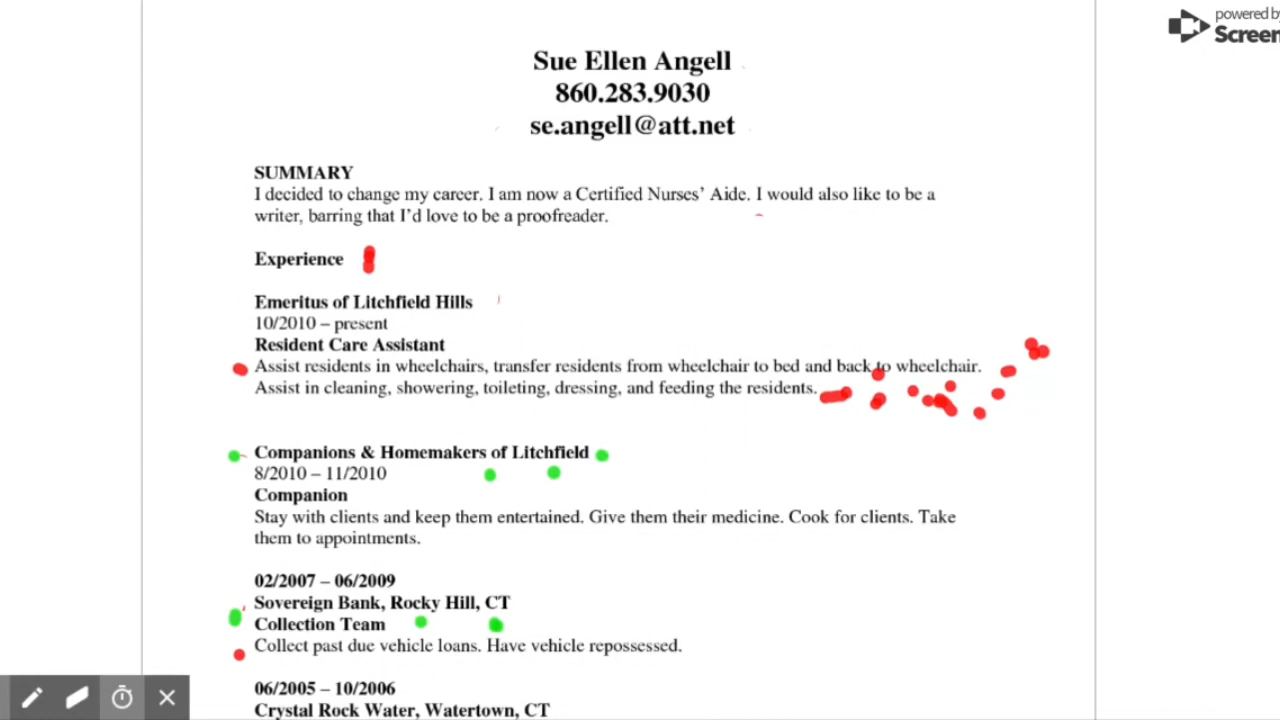 powered by
Screen
Sue Ellen Angell
860.283.9030
se.angell@att.net
SUMMARY
I decided to change my career. I am now a Certified Nurses’ Aide. I would also like to be a
writer, barring that I’d love to be a proofreader.
Experience
Emeritus of Litchfield Hills
10/2010 – present
Resident Care Assistant
Assist residents in wheelchairs, transfer residents from wheelchair to bed and back to wheelchair.
Assist in cleaning, showering, toileting, dressing, and feeding the residents.
Companions & Homemakers of Litchfield
8/2010 – 11/2010
Companion
Stay with clients and keep them entertained. Give them their medicine. Cook for clients. Take
them to appointments.
02/2007 – 06/2009
Sovereign Bank, Rocky Hill, CT
Collection Team
Collect past due vehicle loans. Have vehicle repossessed.
06/2005 – 10/2006
Crystal Rock Water, Watertown, CT